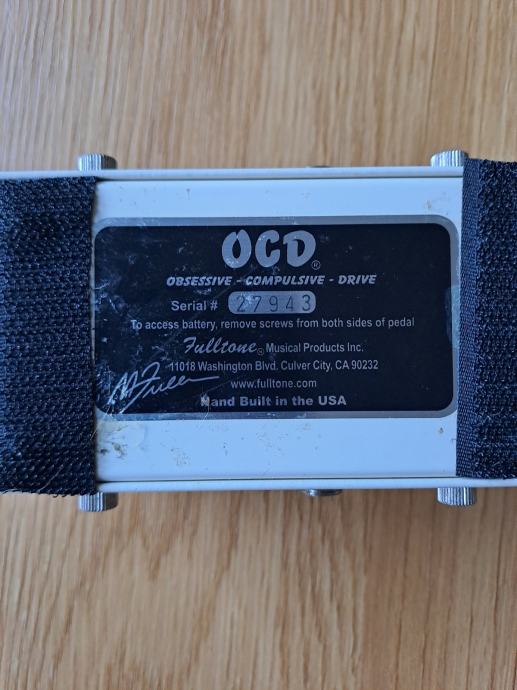 OCD®
OBSESSIVE - COMPULSIVE - DRIVE
Serial # 27943
To access battery, remove screws from both sides of pedal
Fulltone® Musical Products Inc.
11018 Washington Blvd. Culver City, CA 90232
M Fuller www.fulltone.com
Hand Built in the USA